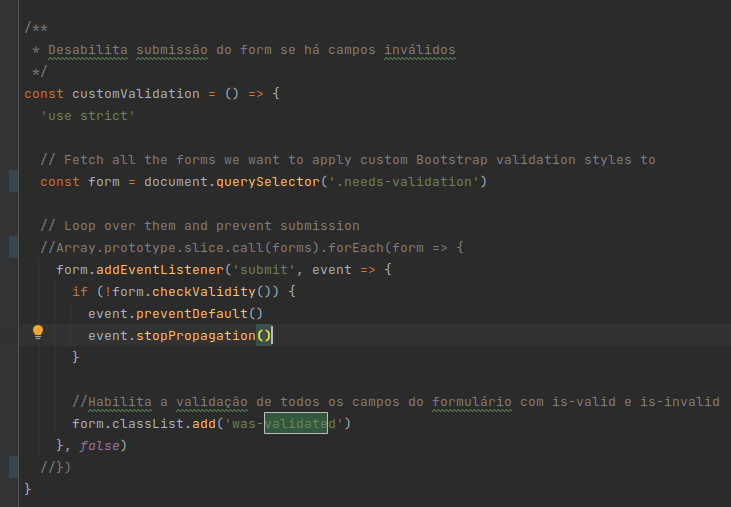 /**
 * Desabilita submissão do form se há campos inválidos
 */
const customValidation = () => {
  'use strict'
  // Fetch all the forms we want to apply custom Bootstrap validation styles to
  const form = document.querySelector('.needs-validation')
  // Loop over them and prevent submission
  //Array.prototype.slice.call(forms).forEach(form => {
    form.addEventListener('submit', event => {
      if (!form.checkValidity()) {
        event.preventDefault()
        event.stopPropagation()
      }
      //Habilita a validação de todos os campos do formulário com is-valid e is-invalid
      form.classList.add('was-validated')
    }, false)
  //})
}